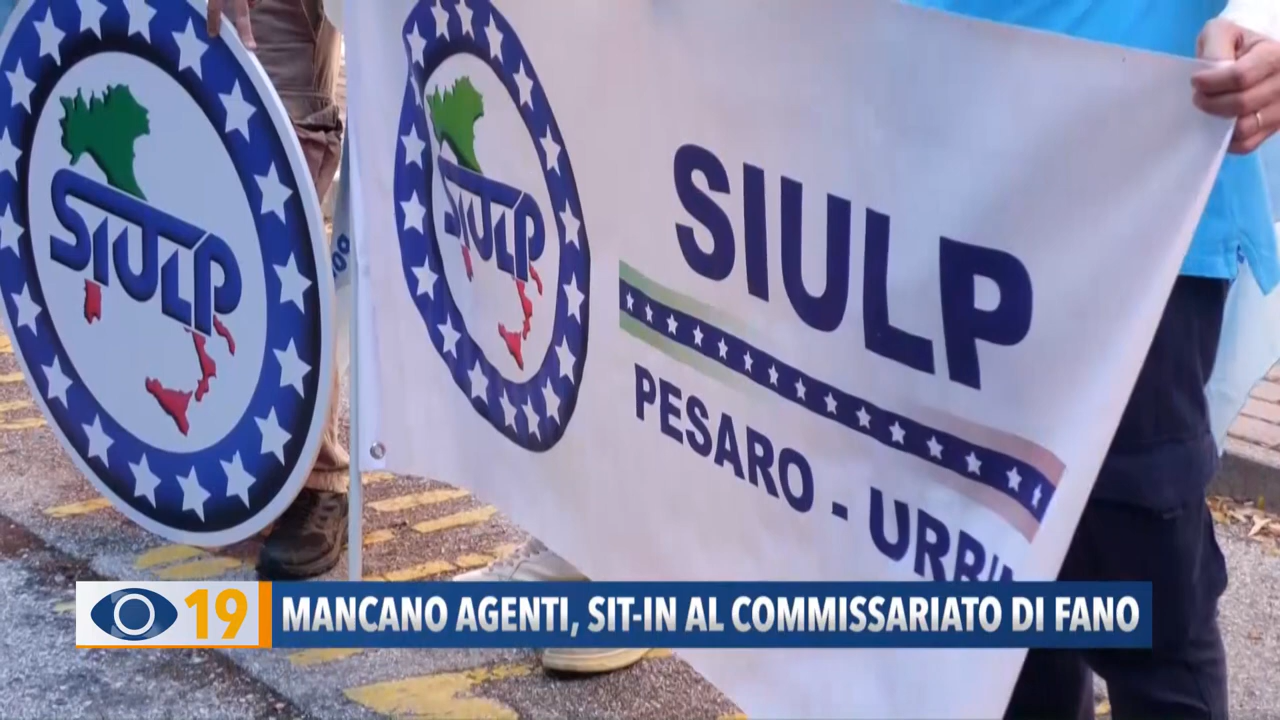 SIULP
SIULP
SIULP
PESARO - URBI
19
MANCANO AGENTI, SIT-IN AL COMMISSARIATO DI FANO